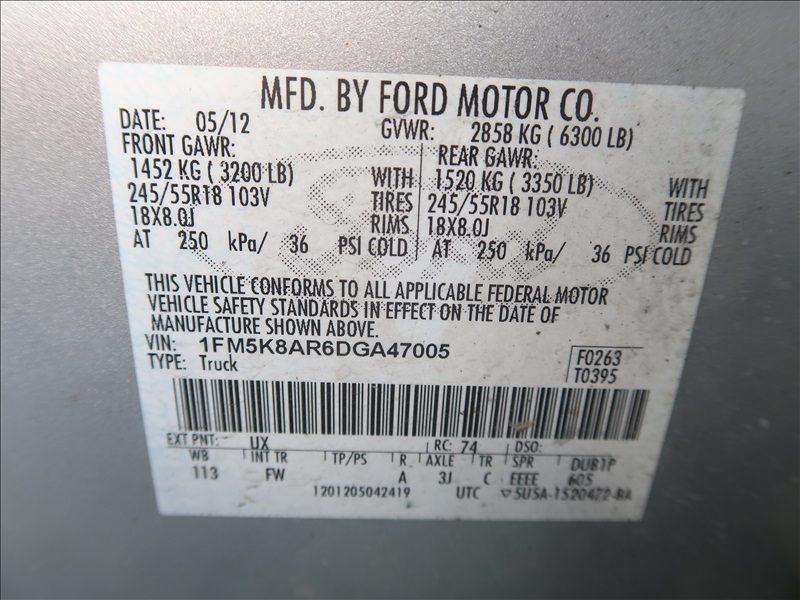 MFD. BY FORD MOTOR CO.
DATE: 05/12 GVWR: 2858 KG ( 6300 LB)
FRONT GAWR: REAR GAWR:
1452 KG ( 3200 LB) WITH 1520 KG ( 3350 LB) WITH
245/55R18 103V TIRES 245/55R18 103V TIRES
18X8.0J RIMS 18X8.0J RIMS
AT 250 kPa/ 36 PSI COLD AT 250 kPa/ 36 PSI COLD
THIS VEHICLE CONFORMS TO ALL APPLICABLE FEDERAL MOTOR
VEHICLE SAFETY STANDARDS IN EFFECT ON THE DATE OF
MANUFACTURE SHOWN ABOVE.
VIN: 1FM5K8AR6DGA47005 F0263
TYPE: Truck T0395
EXT PNT: UX RC: 74 DSO:
WB INT TR TP/PS R AXLE TR SPR DUB1P
113 FW A 3J C EEEE 605
1201205042419 UTC 5U5A-1520472-BA